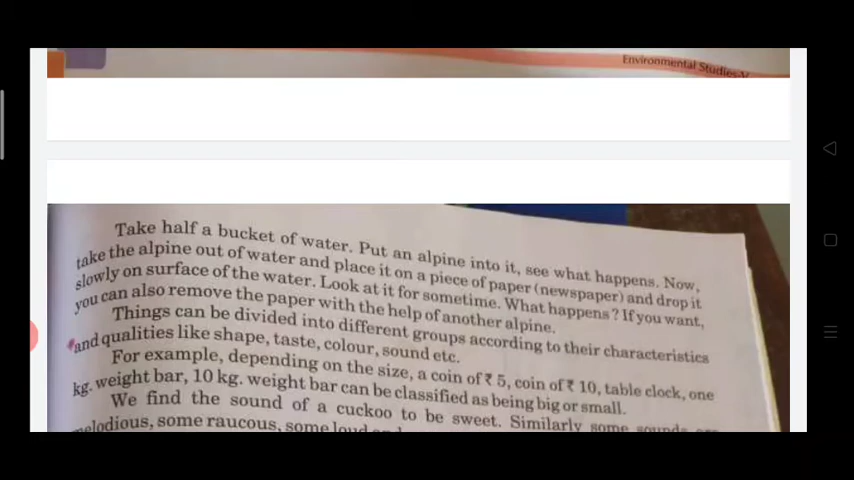 Environmental Studies-V
Take half a bucket of water. Put an alpine into it, see what happens. Now,
take the alpine out of water and place it on a piece of paper (newspaper) and drop it
slowly on surface of the water. Look at it for sometime. What happens? If you want,
you can also remove the paper with the help of another alpine.
Things can be divided into different groups according to their characteristics
and qualities like shape, taste, colour, sound etc.
For example, depending on the size, a coin of ₹ 5, coin of ₹ 10, table clock, one
kg. weight bar, 10 kg. weight bar can be classified as being big or small.
We find the sound of a cuckoo to be sweet. Similarly some sounds are
melodious, some raucous, some loud and